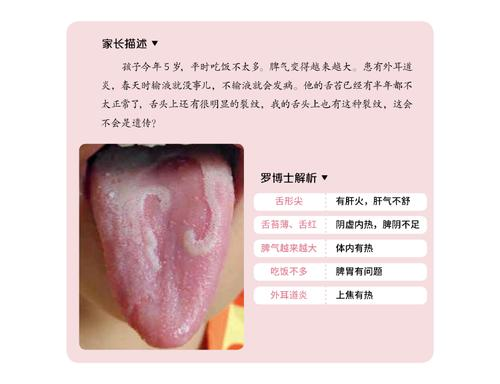 家长描述
孩子今年5岁，平时吃饭不太多。脾气变得越来越大。患有外耳道
炎，春天时输液就没事儿，不输液就会发病。他的舌苔已经有半年都不
太正常了，舌头上还有很明显的裂纹，我的舌头上也有这种裂纹，这会
不会是遗传？
罗博士解析
舌形尖 有肝火，肝气不舒
舌苔薄、舌红 阴虚内热，脾阴不足
脾气越来越大 体内有热
吃饭不多 脾胃有问题
外耳道炎 上焦有热